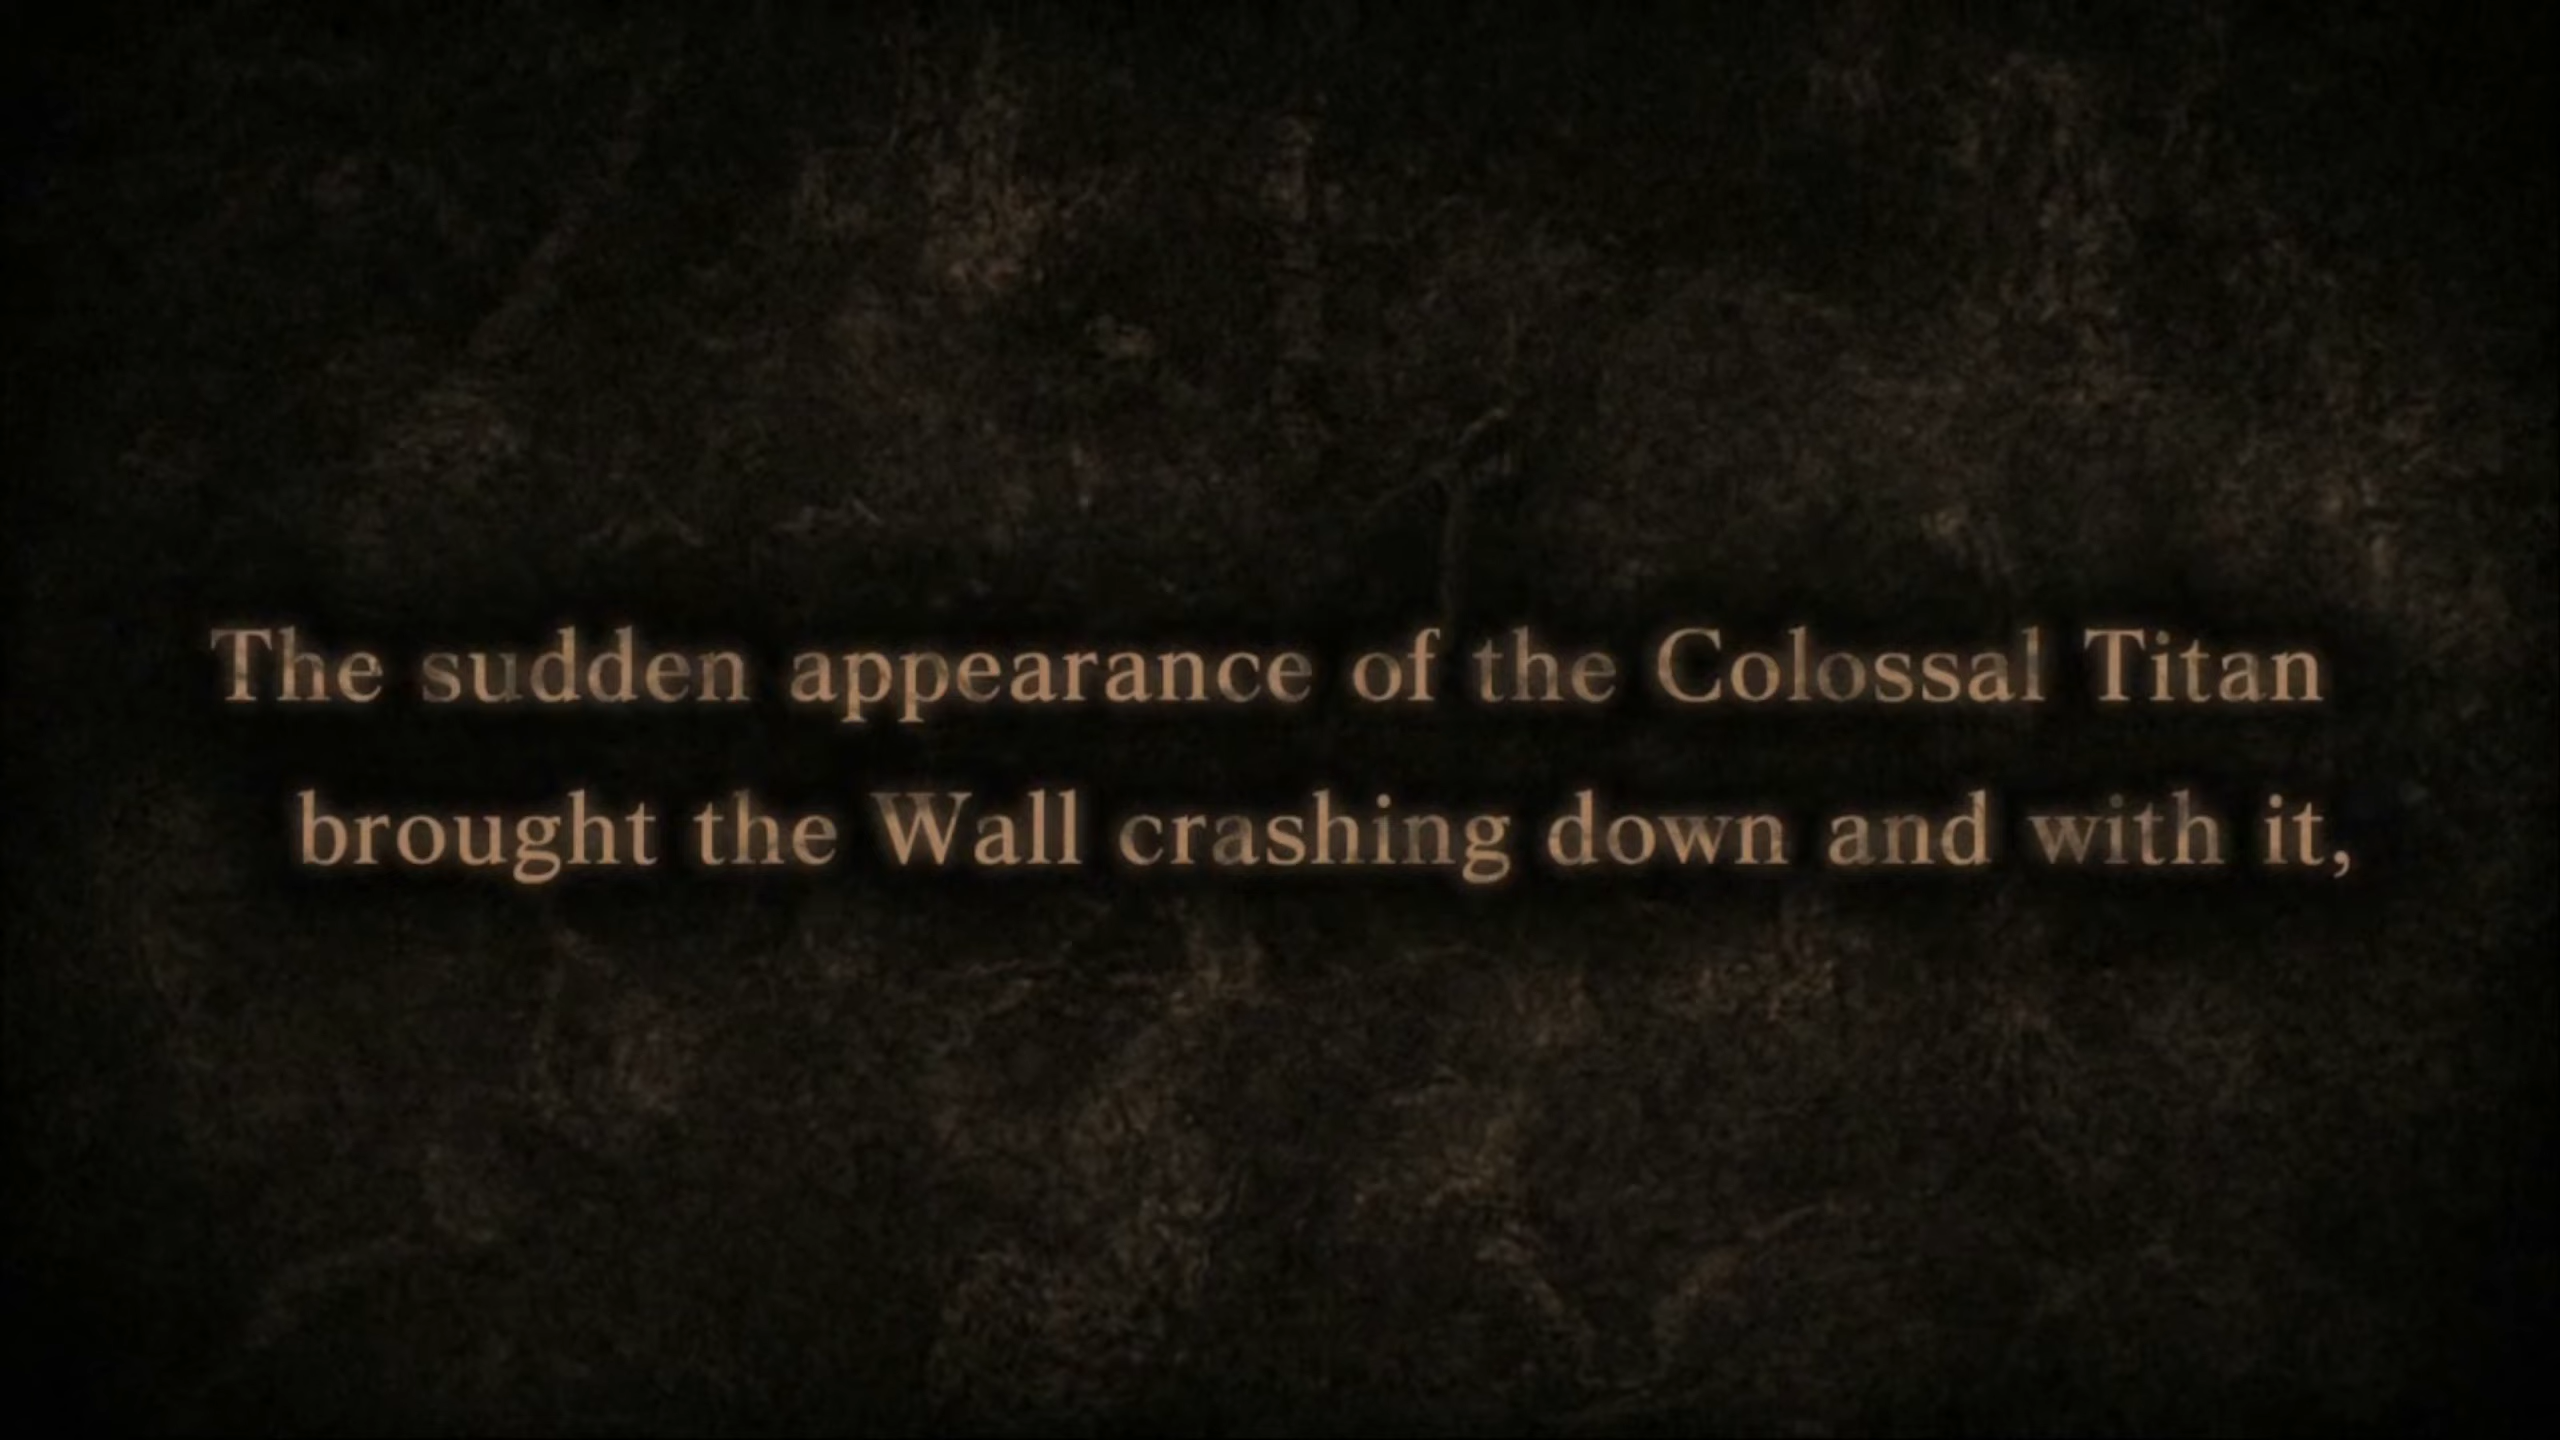 The sudden appearance of the Colossal Titan
brought the Wall crashing down and with it,